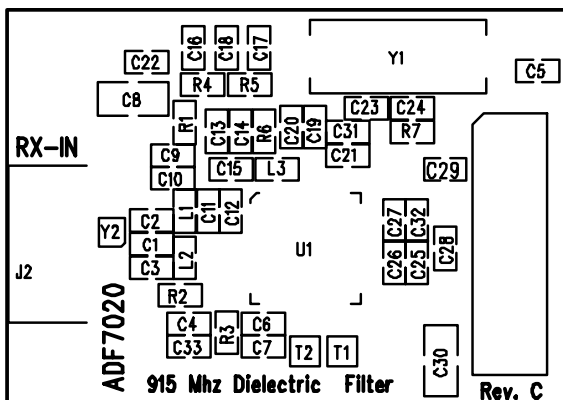 C16 C18 C17
Y1
C22
C5
R4 R5
C8
C23 C24
R1 C13 C14 R6 C20 C19 C31 R7
RX-IN
C9
C21
C10
C15 L3
C29
L1 C11 C12
C2
Y2
C27 C32
C1
U1
C28
J2
C3 L2
C26 C25
R2
C4 R3 C6
C33 C7
T2 T1
C30
ADF7020
915 Mhz Dielectric Filter
Rev. C